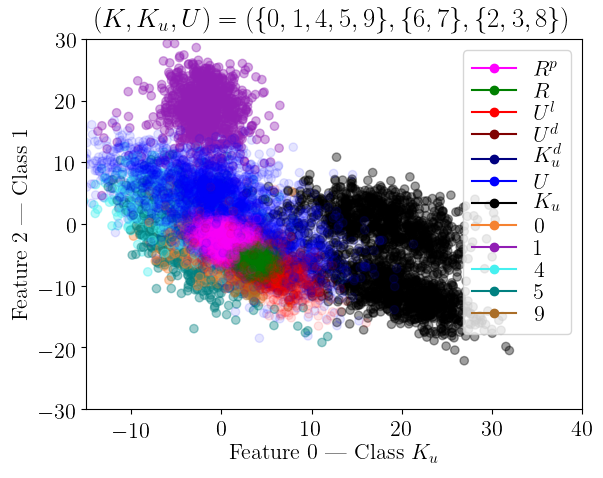 (K, K_u, U) = ({0, 1, 4, 5, 9}, {6, 7}, {2, 3, 8})
30
20
10
0
−10
−20
−30
Feature 2 — Class 1
R^p
R
U^l
U^d
K_u^d
U
K_u
0
1
4
5
9
−10
0
10
20
30
40
Feature 0 — Class K_u